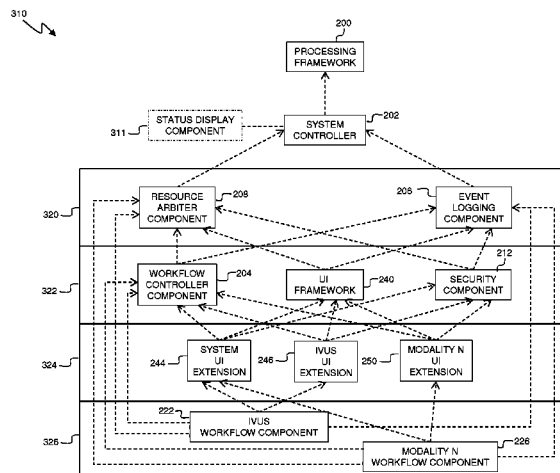 310
200
PROCESSING
FRAMEWORK
202
STATUS DISPLAY
COMPONENT
311
SYSTEM
CONTROLLER
320
RESOURCE
ARBITER
COMPONENT
208
206
EVENT
LOGGING
COMPONENT
322
WORKFLOW
CONTROLLER
COMPONENT
204
UI
FRAMEWORK
240
212
SECURITY
COMPONENT
324
244
SYSTEM
UI
EXTENSION
246
IVUS
UI
EXTENSION
250
MODALITY N
UI
EXTENSION
326
222
IVUS
WORKFLOW COMPONENT
MODALITY N
WORKFLOW COMPONENT
226